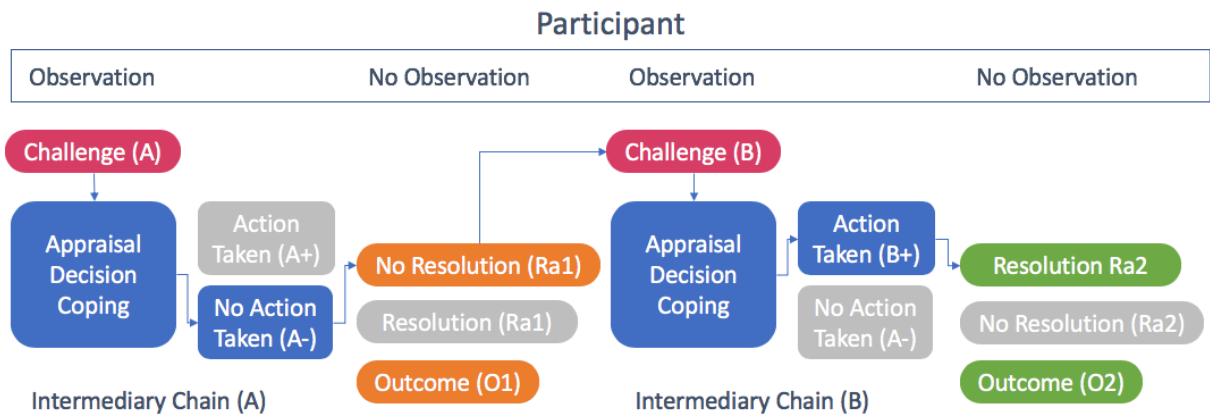 Participant
Observation
No Observation
Observation
No Observation
Challenge (A)
Challenge (B)
Appraisal
Decision
Coping
Action
Taken (A+)
No Action
Taken (A-)
No Resolution (Ra1)
Resolution (Ra1)
Outcome (O1)
Appraisal
Decision
Coping
Action
Taken (B+)
No Action
Taken (A-)
Resolution Ra2
No Resolution (Ra2)
Outcome (O2)
Intermediary Chain (A)
Intermediary Chain (B)